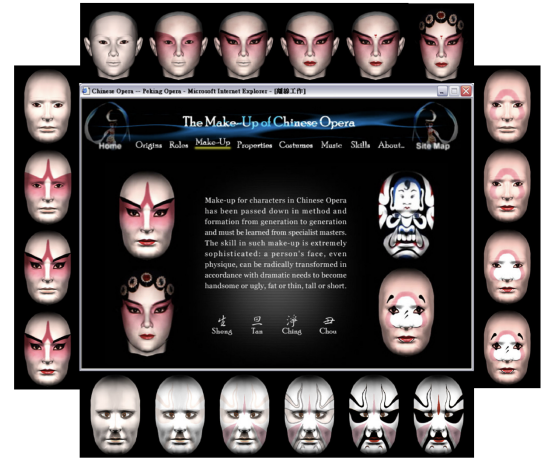 Chinese Opera -- Peking Opera - Microsoft Internet Explorer - [離線工作]
The Make-Up of Chinese Opera
Home Origins Roles Make-Up Properties Costumes Music Skills About... Site Map
Make-up for characters in Chinese Opera
has been passed down in method and
formation from generation to generation
and must be learned from specialist masters.
The skill in such make-up is extremely
sophisticated: a person's face, even
physique, can be radically transformed in
accordance with dramatic needs to become
handsome or ugly, fat or thin, tall or short.
生 旦 淨 丑
Sheng Tan Ching Chou